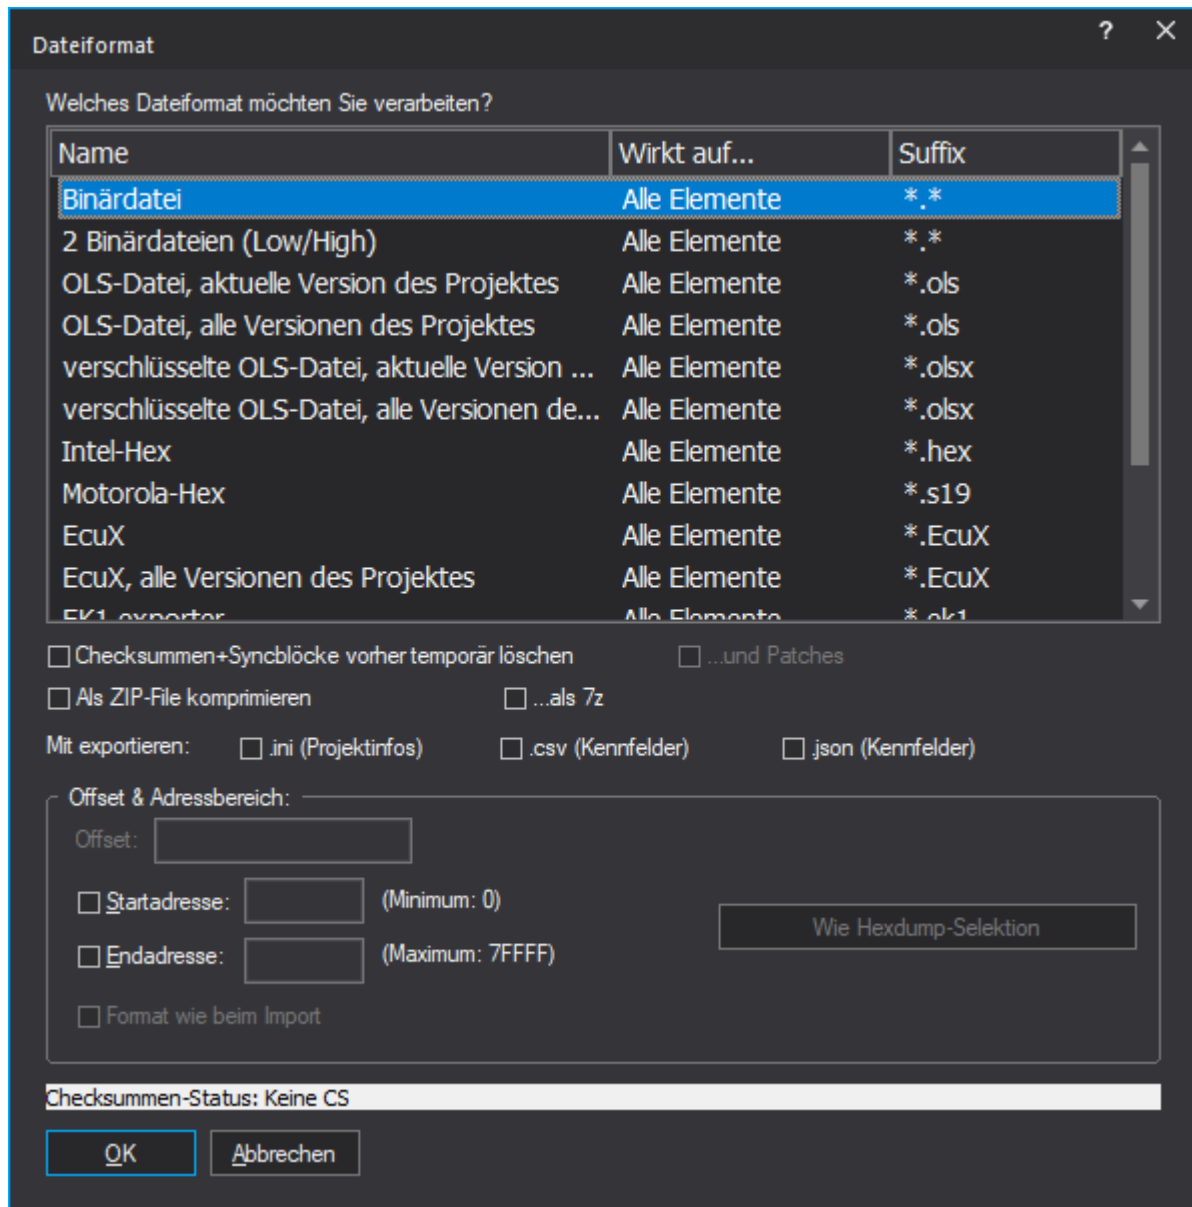 Dateiformat ?
Welches Dateiformat möchten Sie verarbeiten?
Name Wirkt auf... Suffix
Binärdatei Alle Elemente *.*
2 Binärdateien (Low/High) Alle Elemente *.*
OLS-Datei, aktuelle Version des Projektes Alle Elemente *.ols
OLS-Datei, alle Versionen des Projektes Alle Elemente *.ols
verschlüsselte OLS-Datei, aktuelle Version ... Alle Elemente *.olsx
verschlüsselte OLS-Datei, alle Versionen de... Alle Elemente *.olsx
Intel-Hex Alle Elemente *.hex
Motorola-Hex Alle Elemente *.s19
EcuX Alle Elemente *.EcuX
EcuX, alle Versionen des Projektes Alle Elemente *.EcuX
EK1 exporter Alle Elemente *.ek1
Checksummen+Syncblöcke vorher temporär löschen ...und Patches
Als ZIP-File komprimieren ...als 7z
Mit exportieren: .ini (Projektinfos) .csv (Kennfelder) .json (Kennfelder)
Offset & Adressbereich:
Offset:
Startadresse: (Minimum: 0)
Wie Hexdump-Selektion
Endadresse: (Maximum: 7FFFF)
Format wie beim Import
Checksummen-Status: Keine CS
OK Abbrechen